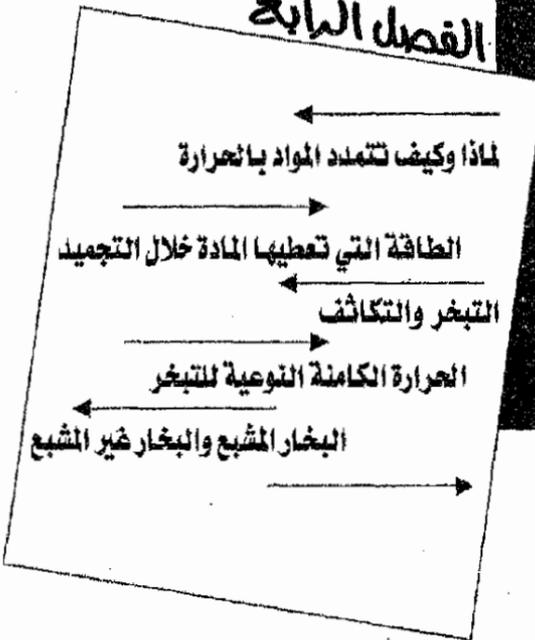 الفصل الرابع
لماذا وكيف تتمدد المواد بالحرارة
الطاقة التي تعطيها المادة خلال التجميد
التبخر والتكاثف
الحرارة الكامنة النوعية للتبخر
البخار المشبع والبخار غير المشبع